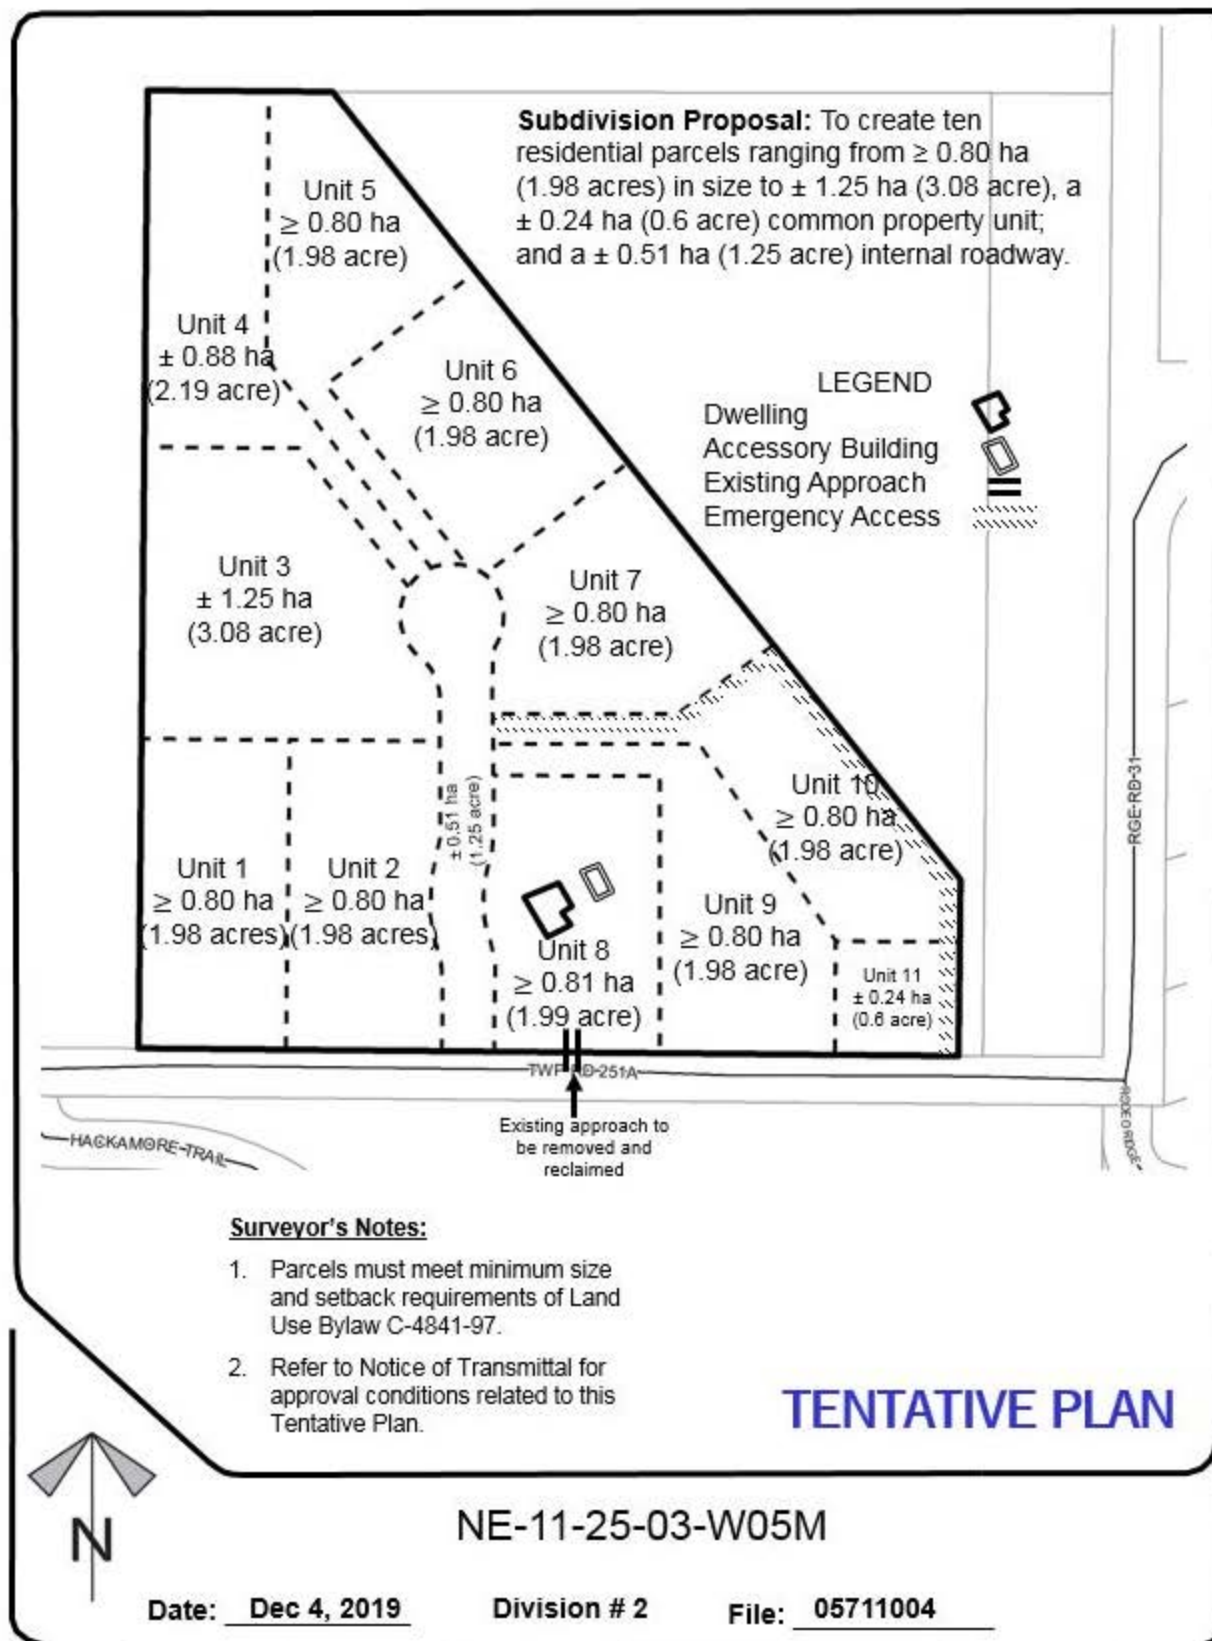 Subdivision Proposal: To create ten
residential parcels ranging from ≥ 0.80 ha
(1.98 acres) in size to ± 1.25 ha (3.08 acre), a
± 0.24 ha (0.6 acre) common property unit;
and a ± 0.51 ha (1.25 acre) internal roadway.
Unit 5
≥ 0.80 ha
(1.98 acre)
Unit 4
± 0.88 ha
(2.19 acre)
Unit 6
≥ 0.80 ha
(1.98 acre)
LEGEND
Dwelling
Accessory Building
Existing Approach
Emergency Access
Unit 3
± 1.25 ha
(3.08 acre)
Unit 7
≥ 0.80 ha
(1.98 acre)
± 0.51 ha
(1.25 acre)
Unit 10
≥ 0.80 ha
(1.98 acre)
RGE-RD-31
Unit 1
≥ 0.80 ha
(1.98 acres)
Unit 2
≥ 0.80 ha
(1.98 acres)
Unit 8
≥ 0.81 ha
(1.99 acre)
Unit 9
≥ 0.80 ha
(1.98 acre)
Unit 11
± 0.24 ha
(0.6 acre)
TWP-RD-251A
RODEO RIDGE
HACKAMORE-TRAIL
Existing approach to
be removed and
reclaimed
Surveyor's Notes:
1. Parcels must meet minimum size
and setback requirements of Land
Use Bylaw C-4841-97.
2. Refer to Notice of Transmittal for
approval conditions related to this
Tentative Plan.
TENTATIVE PLAN
N
NE-11-25-03-W05M
Date: Dec 4, 2019 Division # 2 File: 05711004